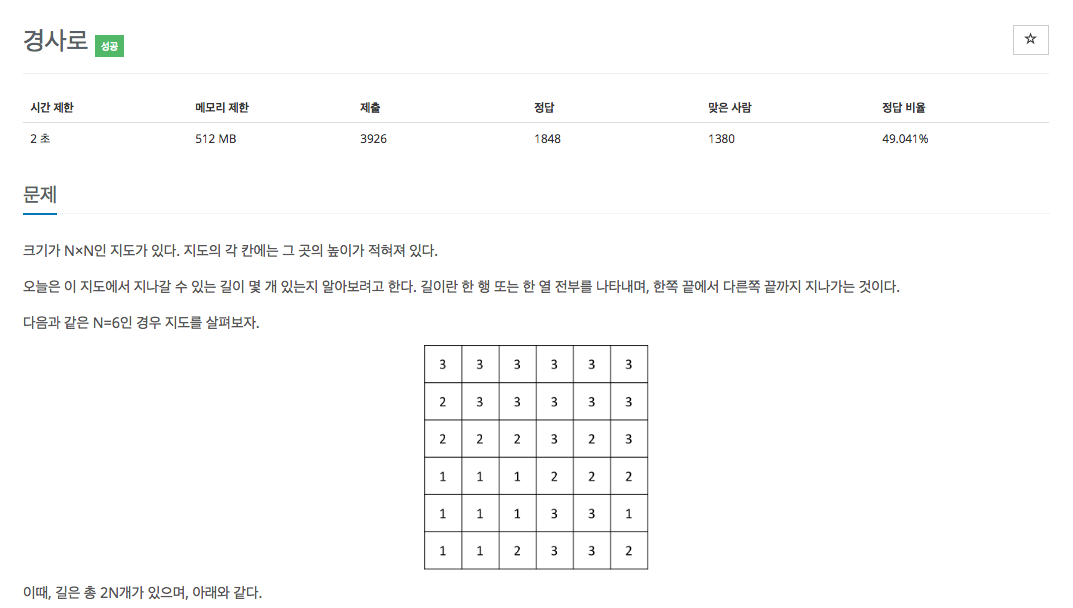 경사로 성공
☆
시간 제한 메모리 제한 제출 정답 맞은 사람 정답 비율
2 초 512 MB 3926 1848 1380 49.041%
문제
크기가 N×N인 지도가 있다. 지도의 각 칸에는 그 곳의 높이가 적혀져 있다.
오늘은 이 지도에서 지나갈 수 있는 길이 몇 개 있는지 알아보려고 한다. 길이란 한 행 또는 한 열 전부를 나타내며, 한쪽 끝에서 다른쪽 끝까지 지나가는 것이다.
다음과 같은 N=6인 경우 지도를 살펴보자.
3 3 3 3 3 3
2 3 3 3 3 3
2 2 2 3 2 3
1 1 1 2 2 2
1 1 1 3 3 1
1 1 2 3 3 2
이때, 길은 총 2N개가 있으며, 아래와 같다.